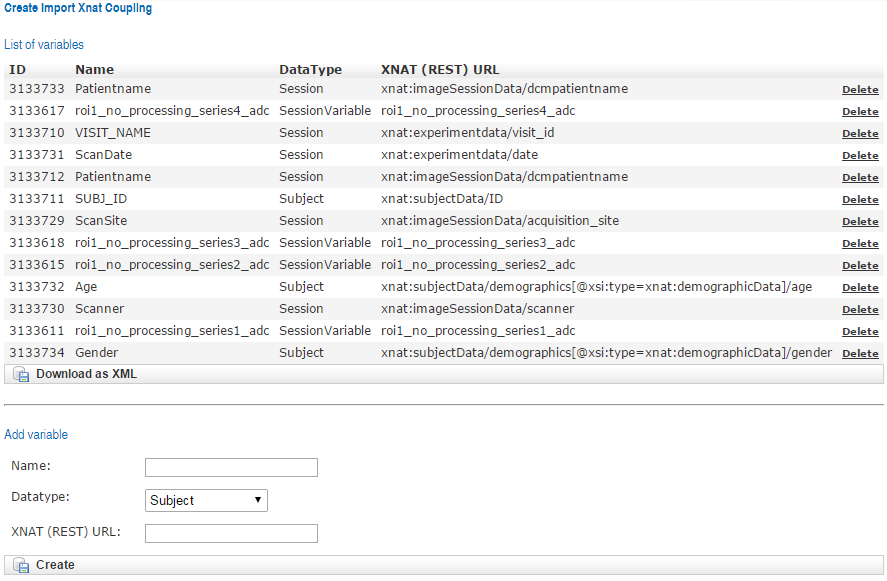 Create Import Xnat Coupling
List of variables
ID Name DataType XNAT (REST) URL
3133733 Patientname Session xnat:imageSessionData/dcmpatientname Delete
3133617 roi1_no_processing_series4_adc SessionVariable roi1_no_processing_series4_adc Delete
3133710 VISIT_NAME Session xnat:experimentdata/visit_id Delete
3133731 ScanDate Session xnat:experimentdata/date Delete
3133712 Patientname Session xnat:imageSessionData/dcmpatientname Delete
3133711 SUBJ_ID Subject xnat:subjectData/ID Delete
3133729 ScanSite Session xnat:imageSessionData/acquisition_site Delete
3133618 roi1_no_processing_series3_adc SessionVariable roi1_no_processing_series3_adc Delete
3133615 roi1_no_processing_series2_adc SessionVariable roi1_no_processing_series2_adc Delete
3133732 Age Subject xnat:subjectData/demographics[@xsi:type=xnat:demographicData]/age Delete
3133730 Scanner Session xnat:imageSessionData/scanner Delete
3133611 roi1_no_processing_series1_adc SessionVariable roi1_no_processing_series1_adc Delete
3133734 Gender Subject xnat:subjectData/demographics[@xsi:type=xnat:demographicData]/gender Delete
Download as XML
Add variable
Name:
Datatype: Subject
XNAT (REST) URL:
Create